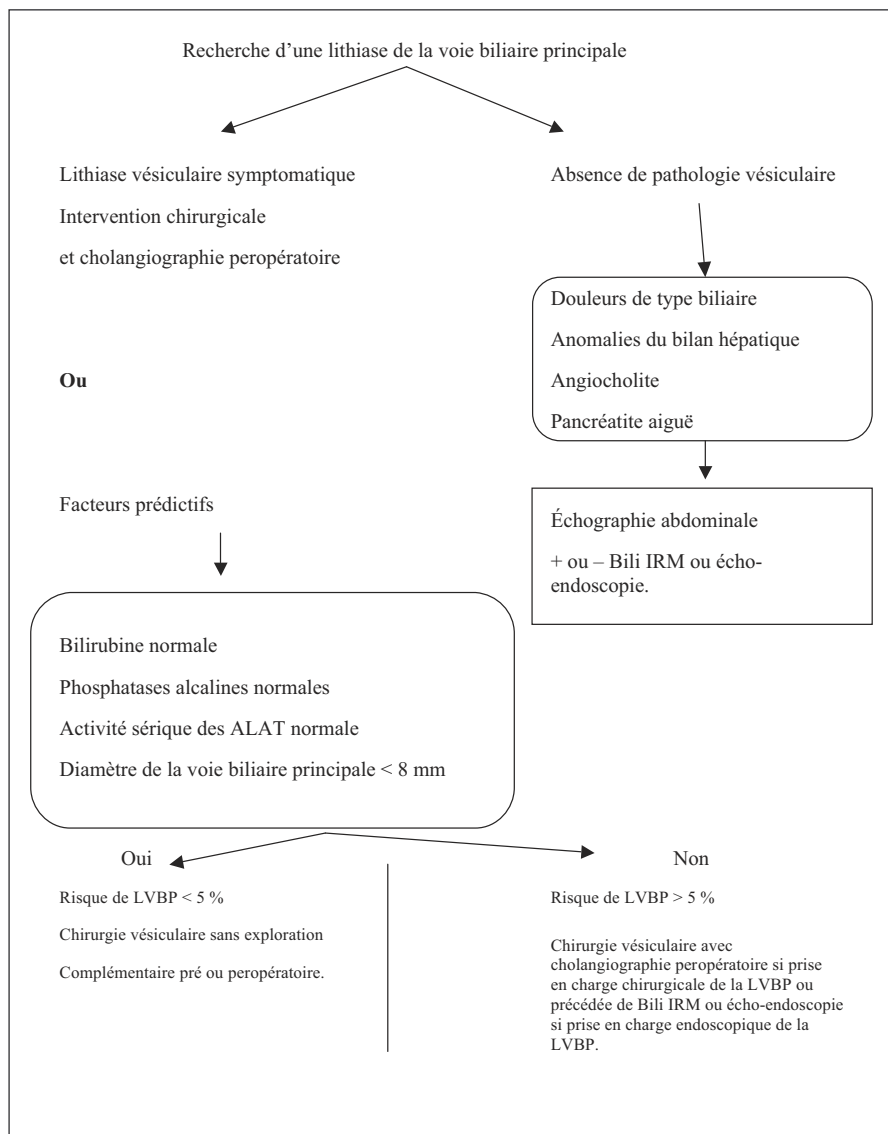 Recherche d’une lithiase de la voie biliaire principale
Lithiase vésiculaire symptomatique
Intervention chirurgicale
et cholangiographie peropératoire
Ou
Facteurs prédictifs
Bilirubine normale
Phosphatases alcalines normales
Activité sérique des ALAT normale
Diamètre de la voie biliaire principale < 8 mm
Oui
Risque de LVBP < 5 %
Chirurgie vésiculaire sans exploration
Complémentaire pré ou peropératoire.
Non
Risque de LVBP > 5 %
Chirurgie vésiculaire avec
cholangiographie peropératoire si prise
en charge chirurgicale de la LVBP ou
précédée de Bili IRM ou écho-endoscopie
si prise en charge endoscopique de la
LVBP.
Absence de pathologie vésiculaire
Douleurs de type biliaire
Anomalies du bilan hépatique
Angiocholite
Pancréatite aiguë
Échographie abdominale
+ ou – Bili IRM ou écho-
endoscopie.